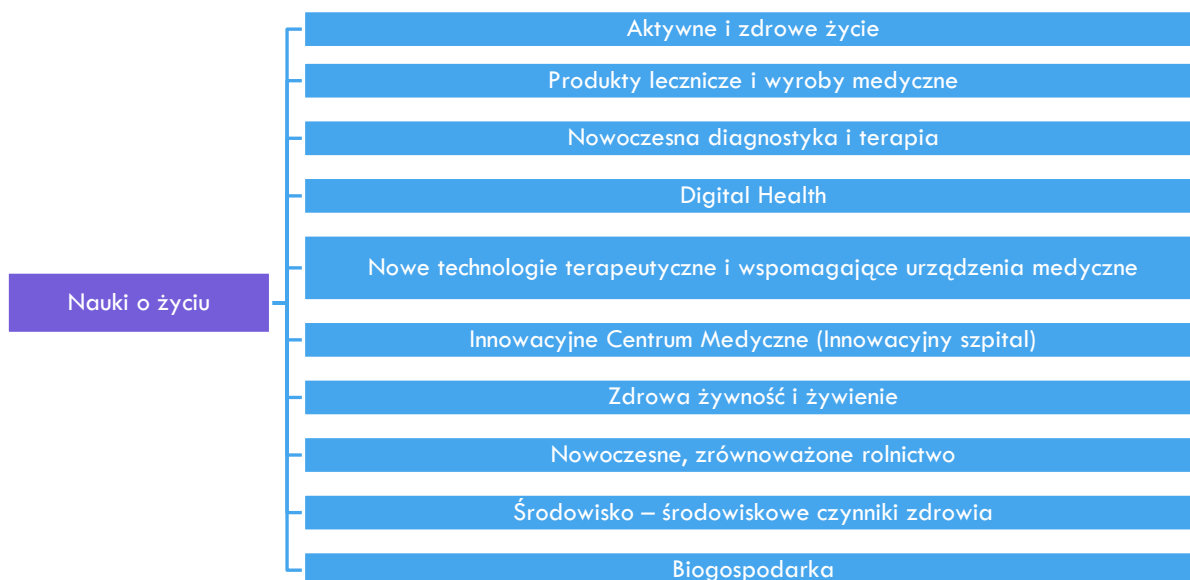 Aktywne i zdrowe życie
Produkty lecznicze i wyroby medyczne
Nowoczesna diagnostyka i terapia
Digital Health
Nowe technologie terapeutyczne i wspomagające urządzenia medyczne
Nauki o życiu
Innowacyjne Centrum Medyczne (Innowacyjny szpital)
Zdrowa żywność i żywienie
Nowoczesne, zrównoważone rolnictwo
Środowisko – środowiskowe czynniki zdrowia
Biogospodarka